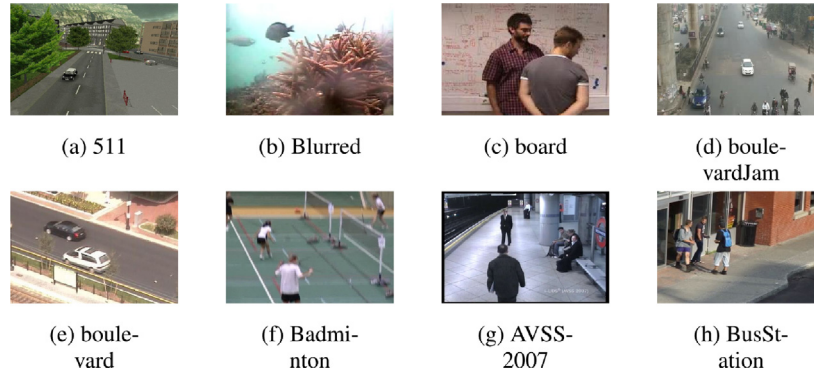 (a) 511
(b) Blurred
(c) board
(d) boule-
vardJam
(e) boule-
vard
(f) Badmi-
nton
(g) AVSS-
2007
(h) BusSt-
ation